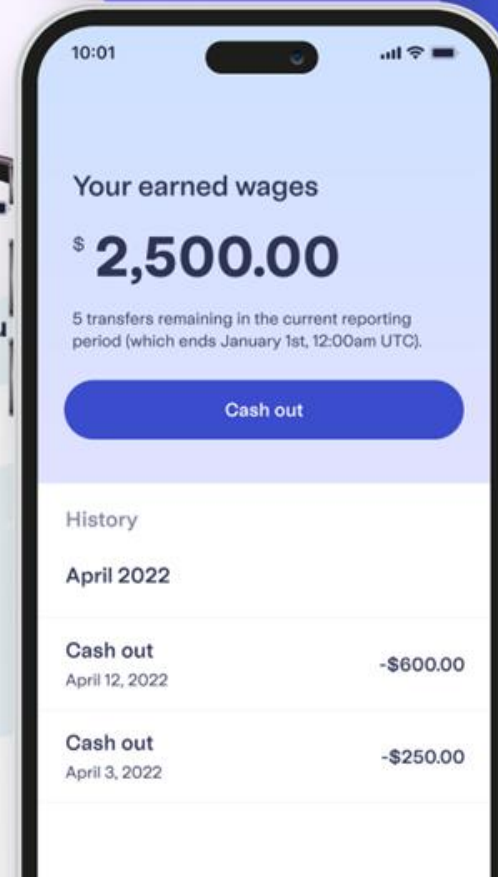 10:01
Your earned wages
$ 2,500.00
5 transfers remaining in the current reporting
period (which ends January 1st, 12:00am UTC).
Cash out
History
April 2022
Cash out
-$600.00
April 12, 2022
Cash out
-$250.00
April 3, 2022